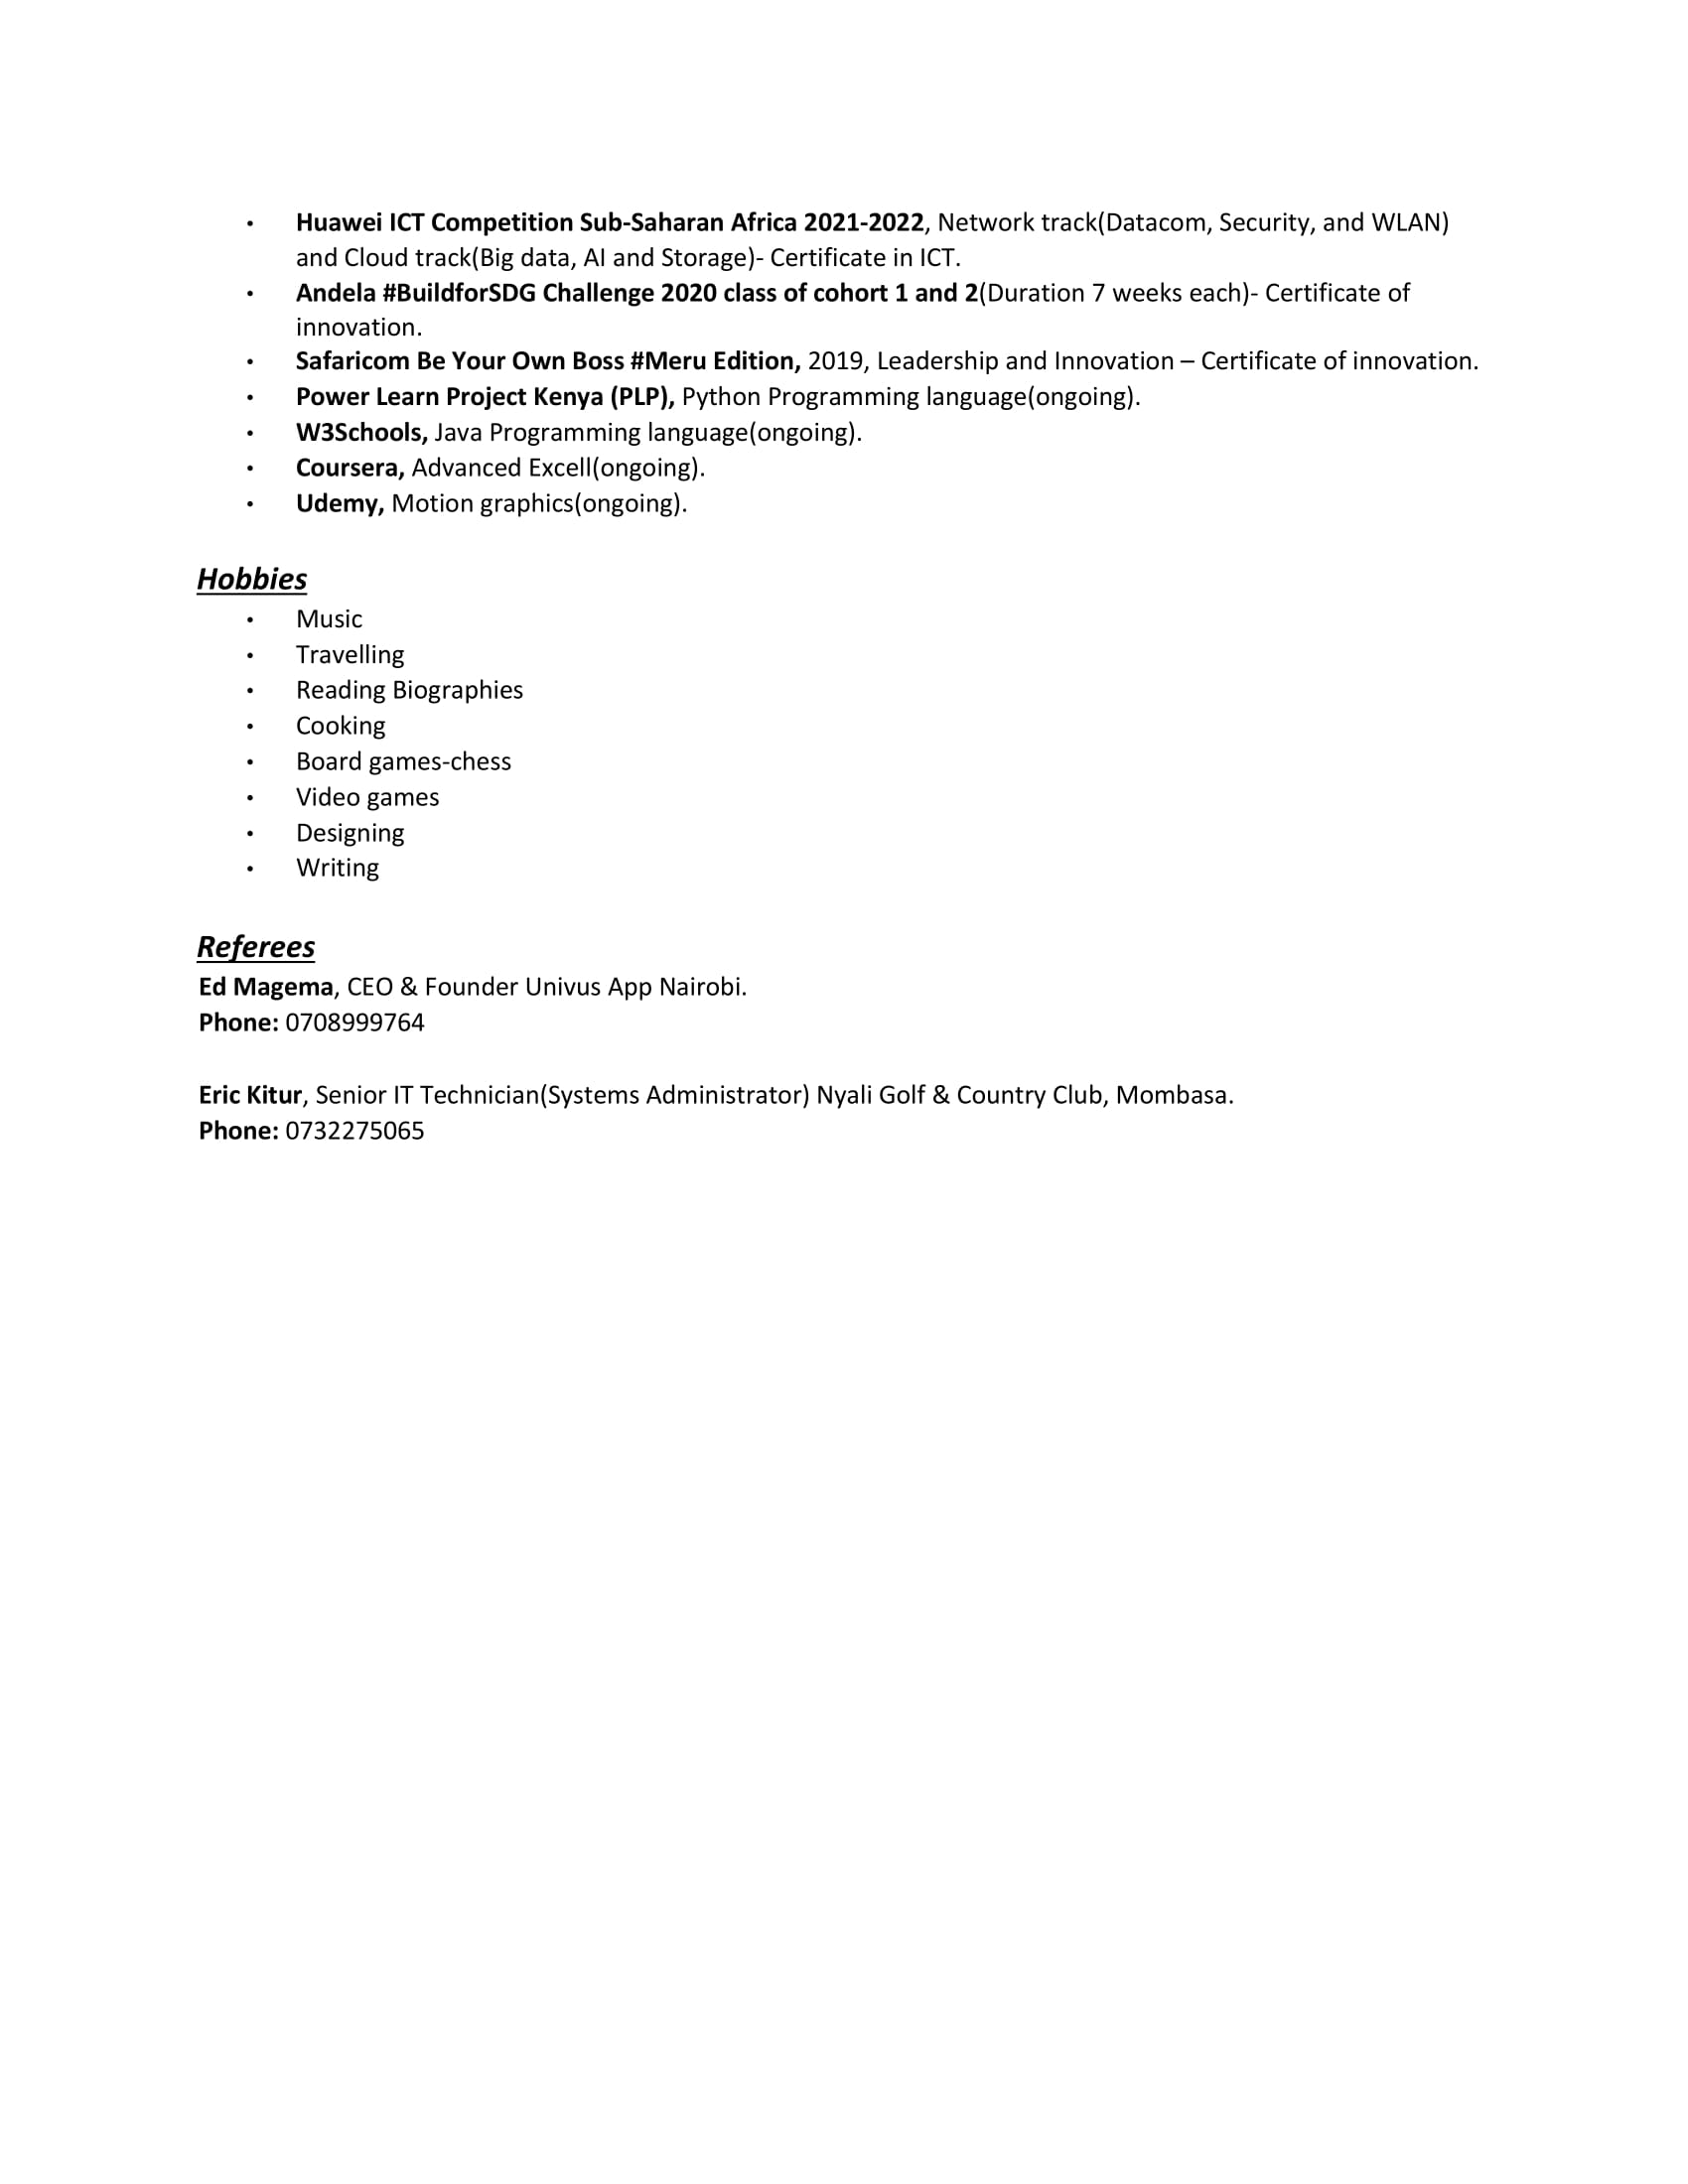 • Huawei ICT Competition Sub-Saharan Africa 2021-2022, Network track(Datacom, Security, and WLAN)
and Cloud track(Big data, AI and Storage)- Certificate in ICT.
• Andela #BuildforSDG Challenge 2020 class of cohort 1 and 2(Duration 7 weeks each)- Certificate of
innovation.
• Safaricom Be Your Own Boss #Meru Edition, 2019, Leadership and Innovation – Certificate of innovation.
• Power Learn Project Kenya (PLP), Python Programming language(ongoing).
• W3Schools, Java Programming language(ongoing).
• Coursera, Advanced Excell(ongoing).
• Udemy, Motion graphics(ongoing).
Hobbies
• Music
• Travelling
• Reading Biographies
• Cooking
• Board games-chess
• Video games
• Designing
• Writing
Referees
Ed Magema, CEO & Founder Univus App Nairobi.
Phone: 0708999764
Eric Kitur, Senior IT Technician(Systems Administrator) Nyali Golf & Country Club, Mombasa.
Phone: 0732275065